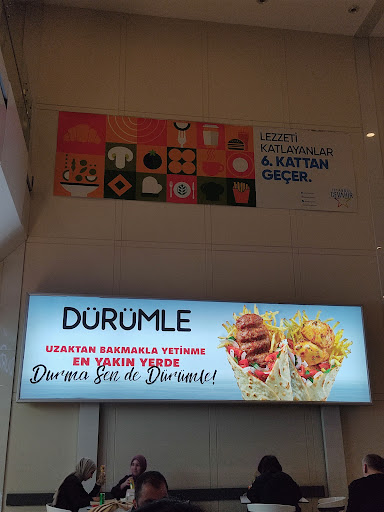 LEZZETİ
KATLAYANLAR
6. KATTAN
GEÇER.
DÜRÜMLE
UZAKTAN BAKMAKLA YETİNME
EN YAKIN YERDE
Durma Sen de Dürümle!